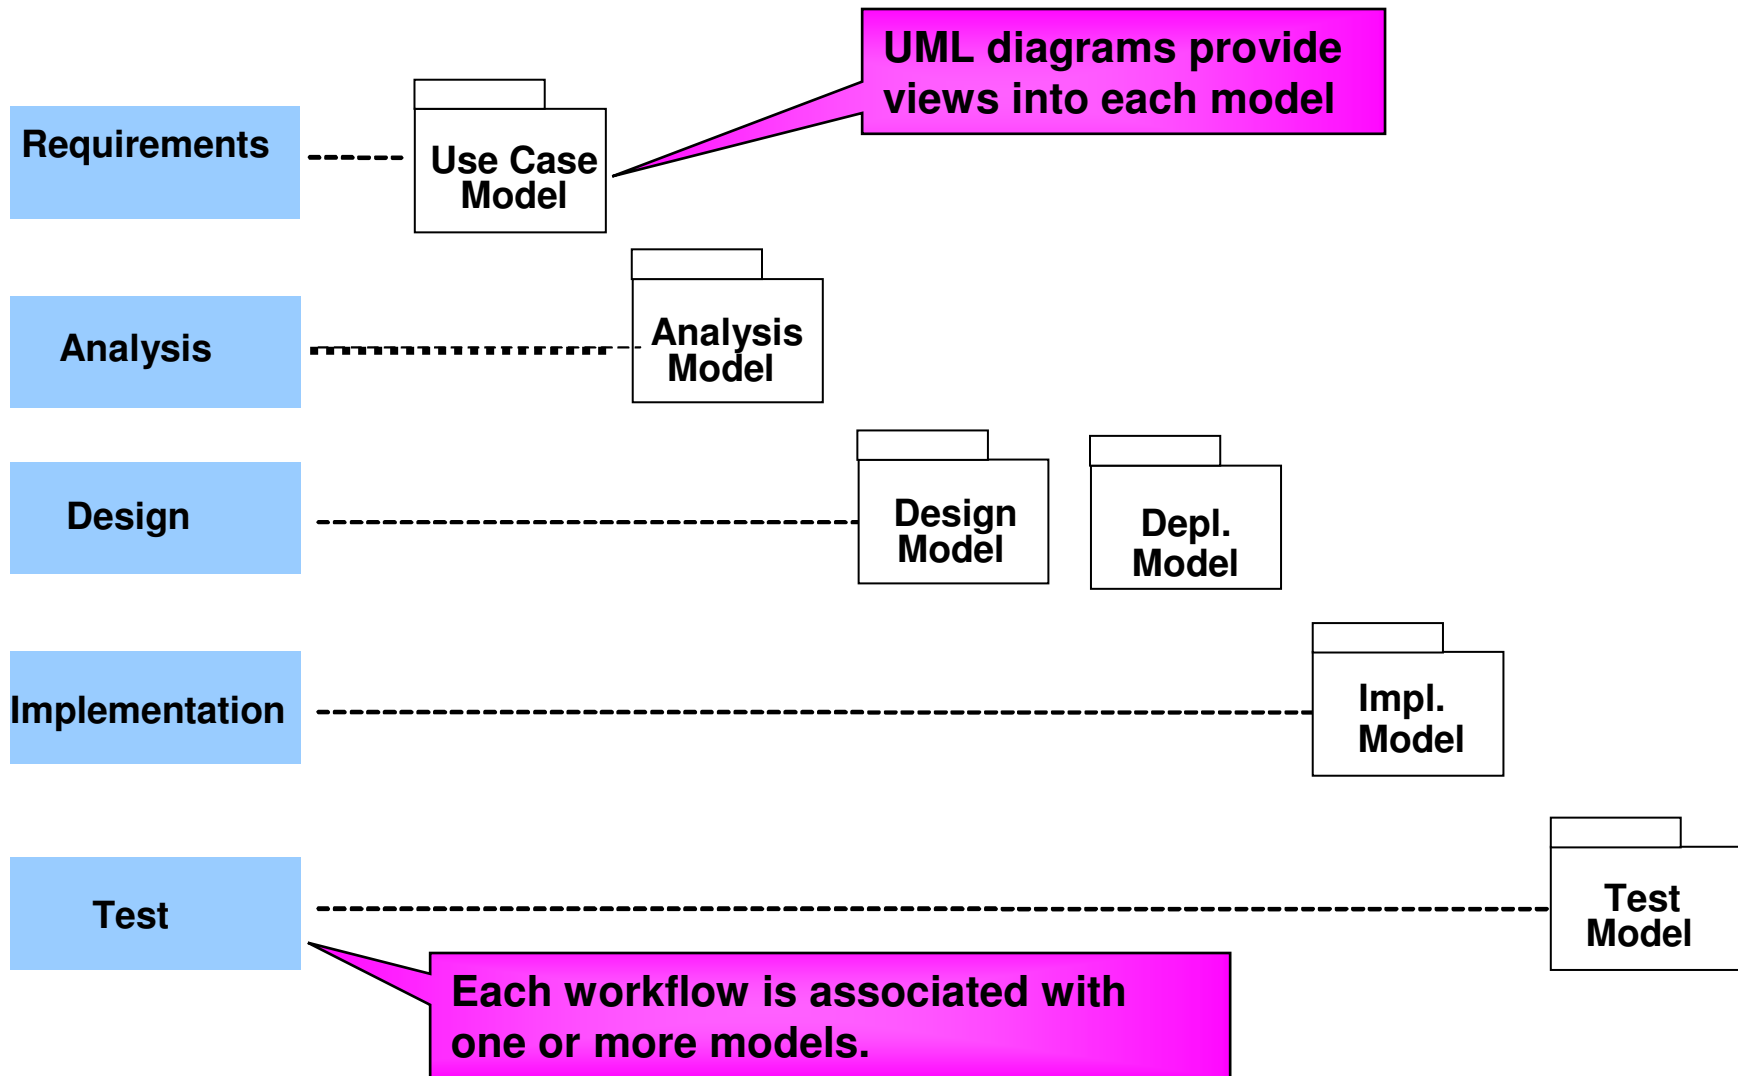 UML diagrams provide
views into each model
Requirements
Use Case
Model
Analysis
Analysis
Model
Design
Design
Model
Depl.
Model
Implementation
Impl.
Model
Test
Test
Model
Each workflow is associated with
one or more models.